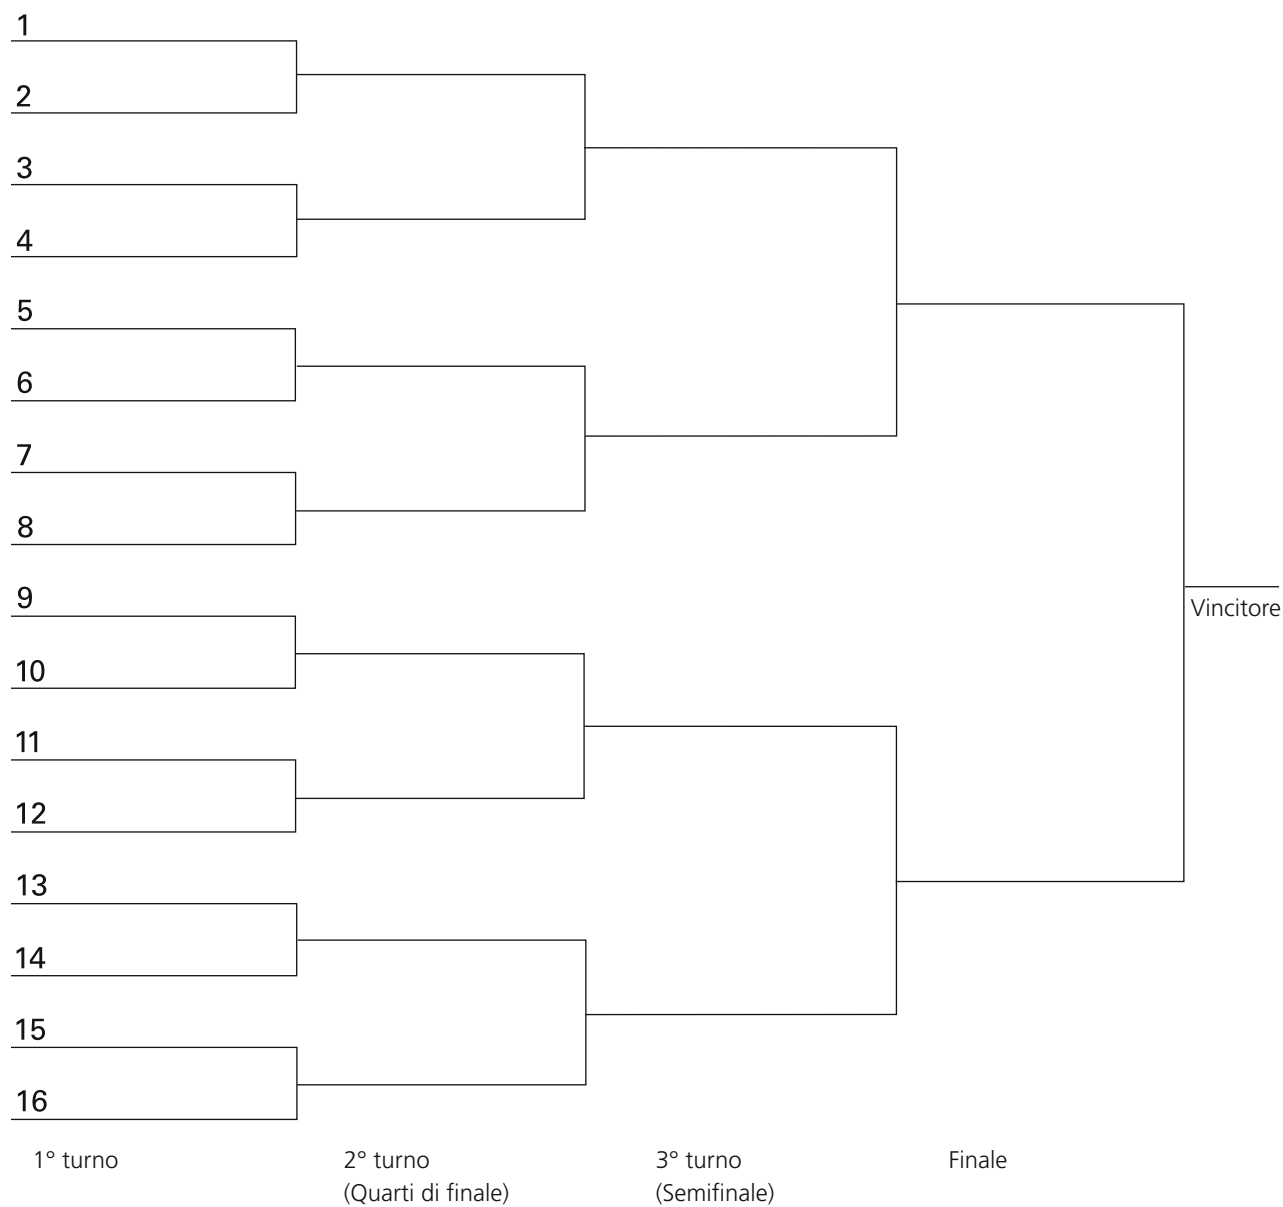 1
2
3
4
5
6
7
8
9
10
11
12
13
14
15
16
Vincitore
1° turno
2° turno
(Quarti di finale)
3° turno
(Semifinale)
Finale